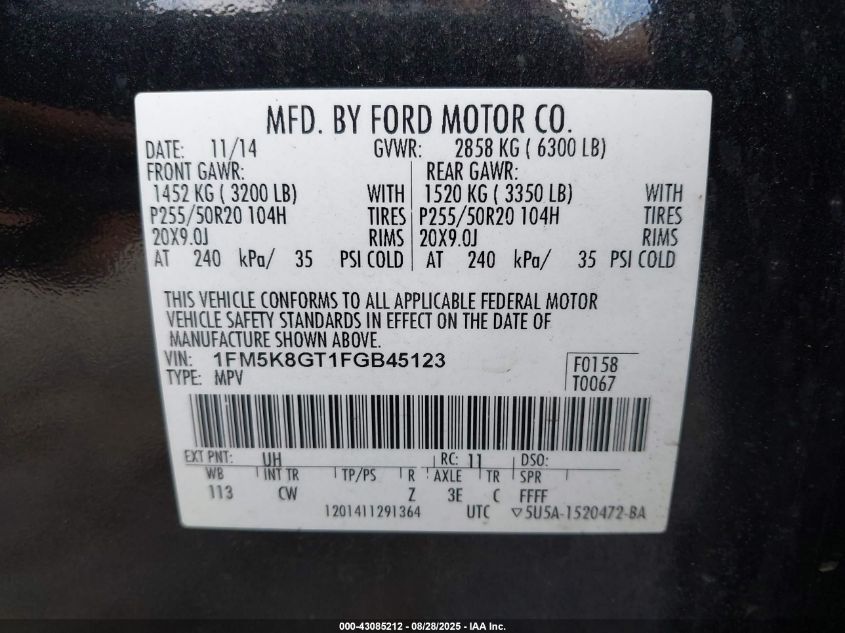 MFD. BY FORD MOTOR CO.
DATE: 11/14 GVWR: 2858 KG ( 6300 LB)
FRONT GAWR: REAR GAWR:
1452 KG ( 3200 LB) WITH 1520 KG ( 3350 LB) WITH
P255/50R20 104H TIRES P255/50R20 104H TIRES
20X9.0J RIMS 20X9.0J RIMS
AT 240 kPa/ 35 PSI COLD AT 240 kPa/ 35 PSI COLD
THIS VEHICLE CONFORMS TO ALL APPLICABLE FEDERAL MOTOR
VEHICLE SAFETY STANDARDS IN EFFECT ON THE DATE OF
MANUFACTURE SHOWN ABOVE.
VIN: 1FM5K8GT1FGB45123 F0158
TYPE: MPV T0067
EXT PNT: UH RC: 11 DSO:
WB INT TR TP/PS R AXLE TR SPR
113 CW Z 3E C FFFF
1201411291364 UTC ▽5U5A-1520472-BA
000-43085212 - 08/28/2025 - IAA Inc.